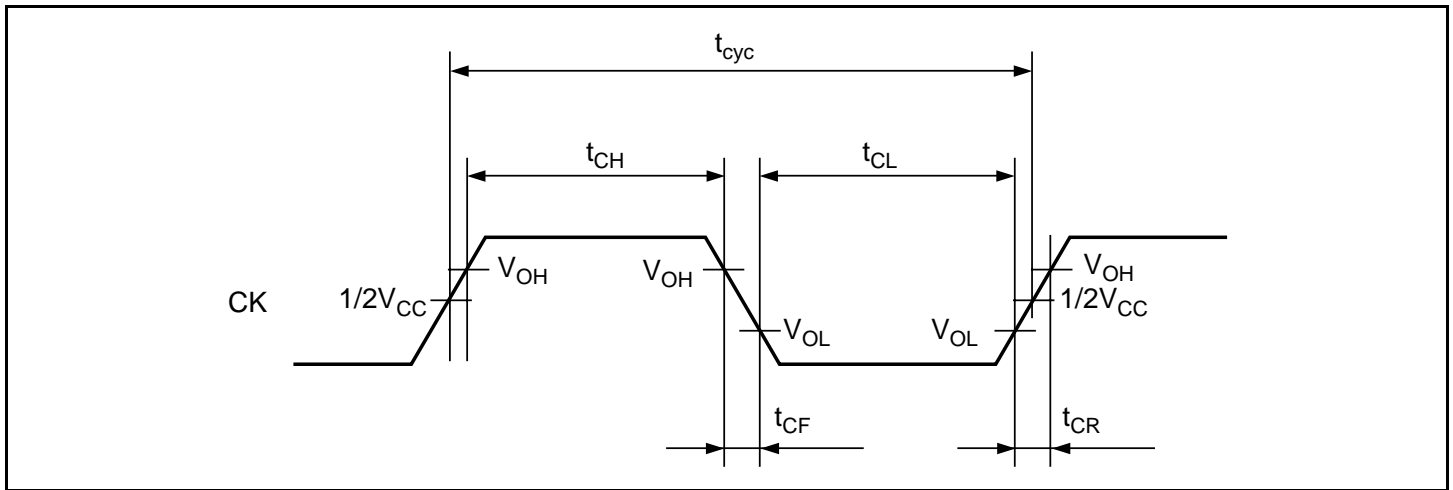 tcyc
tCH
tCL
VOH
VOH
VOH
CK
1/2VCC
1/2VCC
VOL
VOL
tCF
tCR